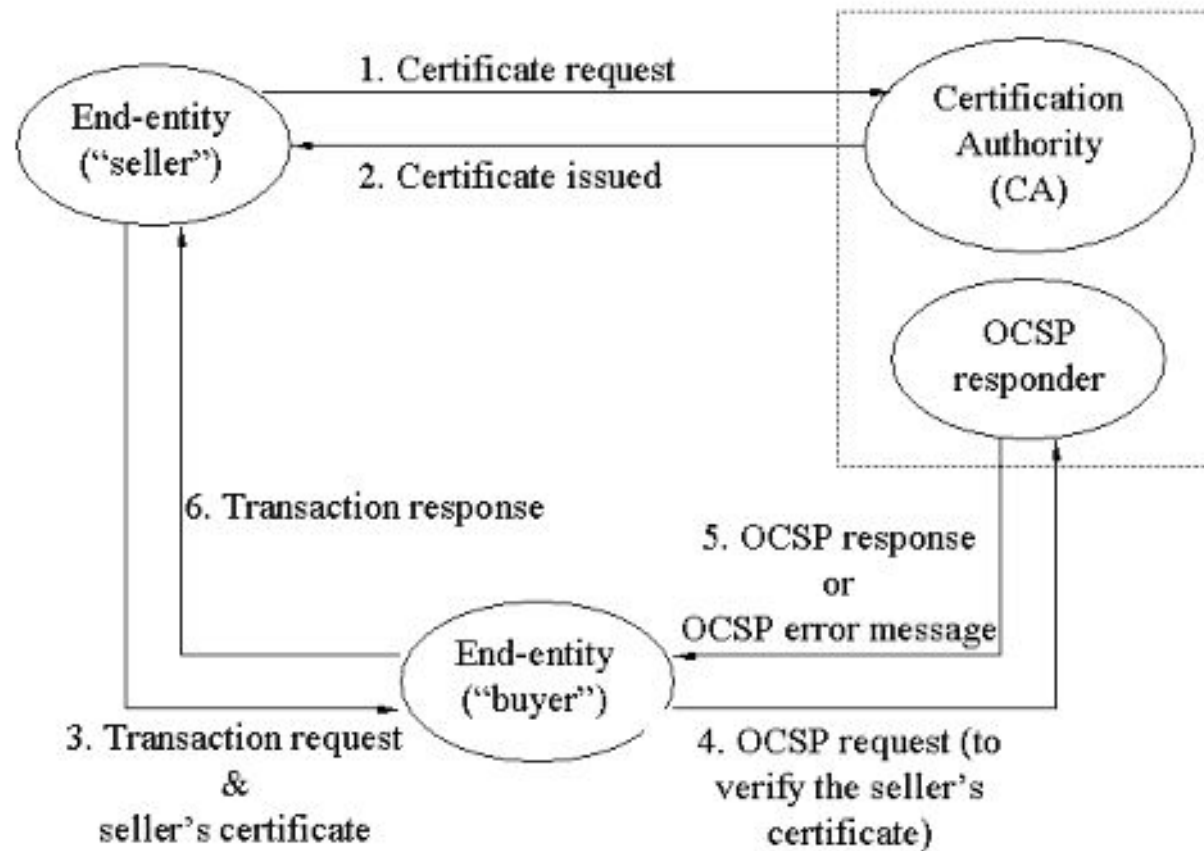 1. Certificate request
End-entity
(“seller”)
Certification
Authority
(CA)
2. Certificate issued
OCSP
responder
6. Transaction response
5. OCSP response
or
OCSP error message
End-entity
(“buyer”)
3. Transaction request
&
seller’s certificate
4. OCSP request (to
verify the seller’s
certificate)